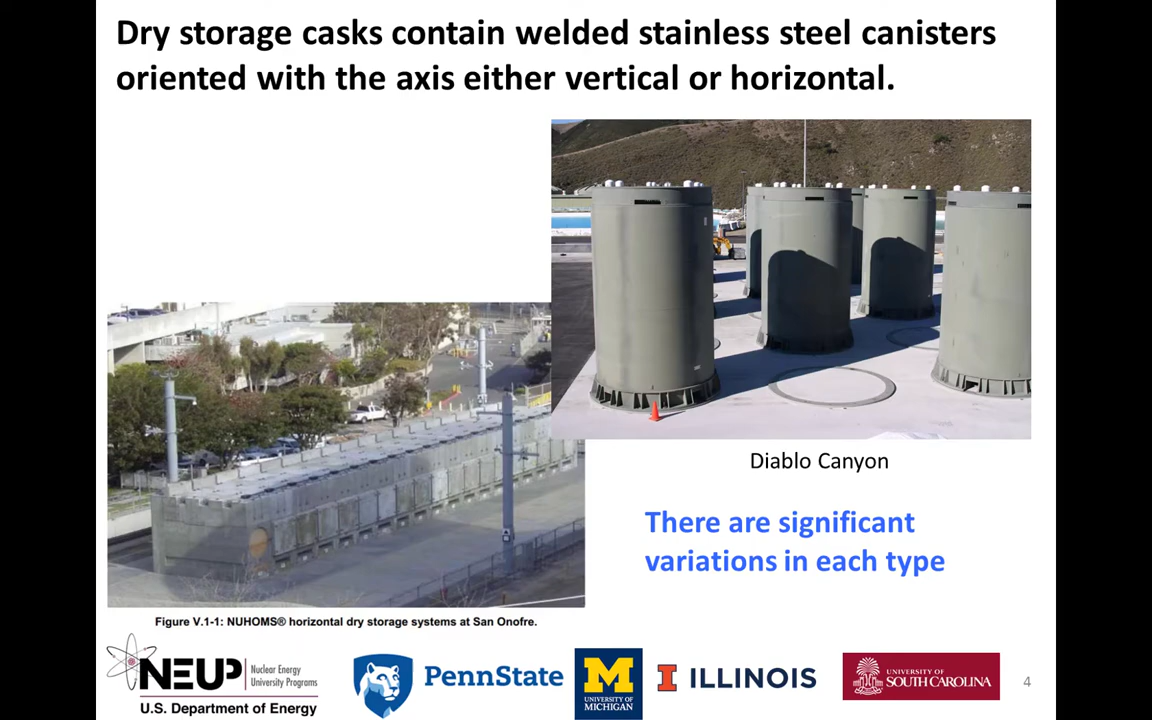 Dry storage casks contain welded stainless steel canisters
oriented with the axis either vertical or horizontal.
Diablo Canyon
There are significant
variations in each type
Figure V.1-1: NUHOMS® horizontal dry storage systems at San Onofre.
NEUP
Nuclear Energy
University Programs
U.S. Department of Energy
PennState
M
UNIVERSITY OF
MICHIGAN
I ILLINOIS
UNIVERSITY OF
SOUTH CAROLINA
4